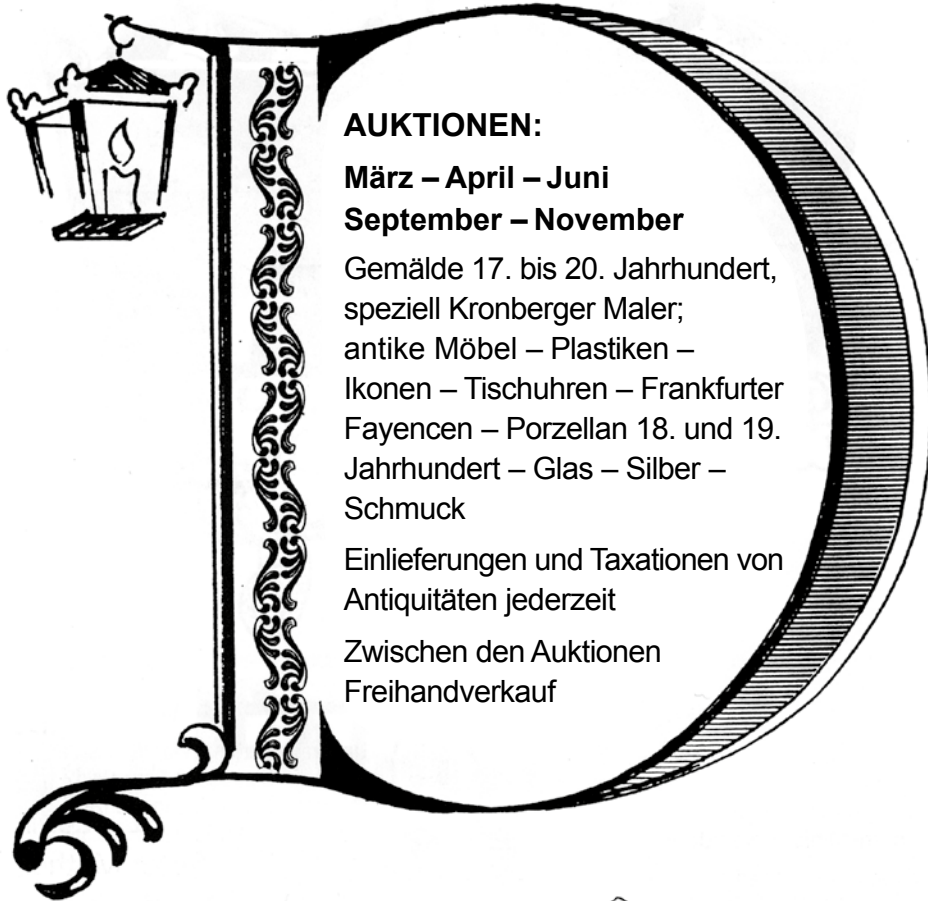 AUKTIONEN:
März – April – Juni
September – November
Gemälde 17. bis 20. Jahrhundert,
speziell Kronberger Maler;
antike Möbel – Plastiken –
Ikonen – Tischuhren – Frankfurter
Fayencen – Porzellan 18. und 19.
Jahrhundert – Glas – Silber –
Schmuck
Einlieferungen und Taxationen von
Antiquitäten jederzeit
Zwischen den Auktionen
Freihandverkauf